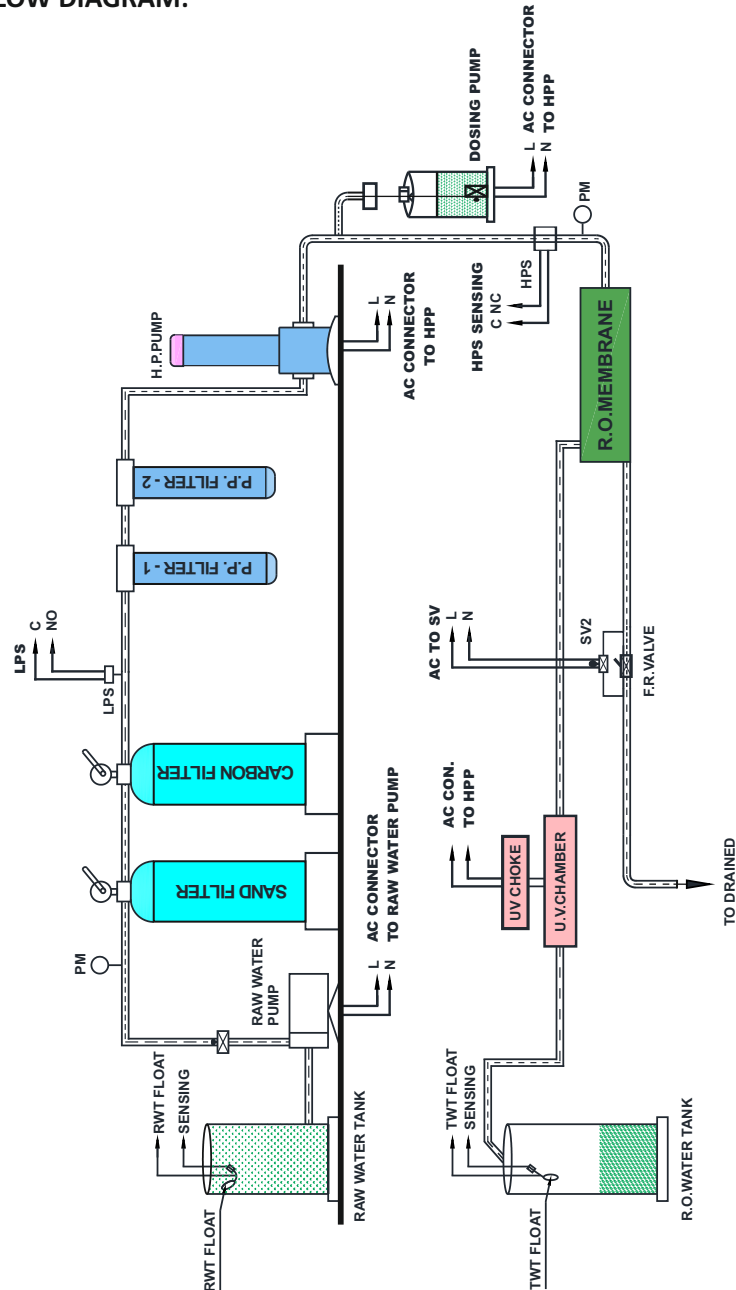 LOW DIAGRAM:
DOSING PUMP
L
N
AC CONNECTOR
TO HPP
PM
HPS
HPS SENSING
C NC
H.P.PUMP
L
N
AC CONNECTOR
TO HPP
R.O.MEMBRANE
P.P. FILTER - 2
P.P. FILTER - 1
LPS
C
NO
LPS
AC TO SV
L
N
SV2
F.R.VALVE
CARBON FILTER
SAND FILTER
PM
RAW WATER
PUMP
L
N
AC CONNECTOR
TO RAW WATER PUMP
AC CON.
TO HPP
UV CHOKE
U.V.CHAMBER
TO DRAINED
RWT FLOAT
SENSING
RWT FLOAT
RAW WATER TANK
TWT FLOAT
SENSING
TWT FLOAT
R.O.WATER TANK